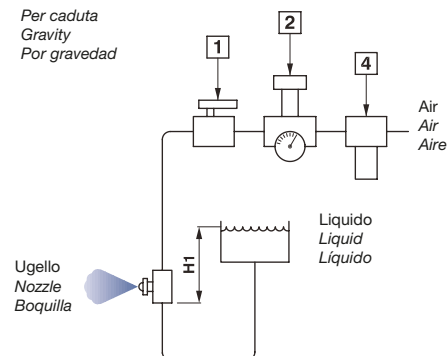 Per caduta
Gravity
Por gravedad
1
2
4
Air
Air
Aire
H1
Liquido
Liquid
Líquido
Ugello
Nozzle
Boquilla